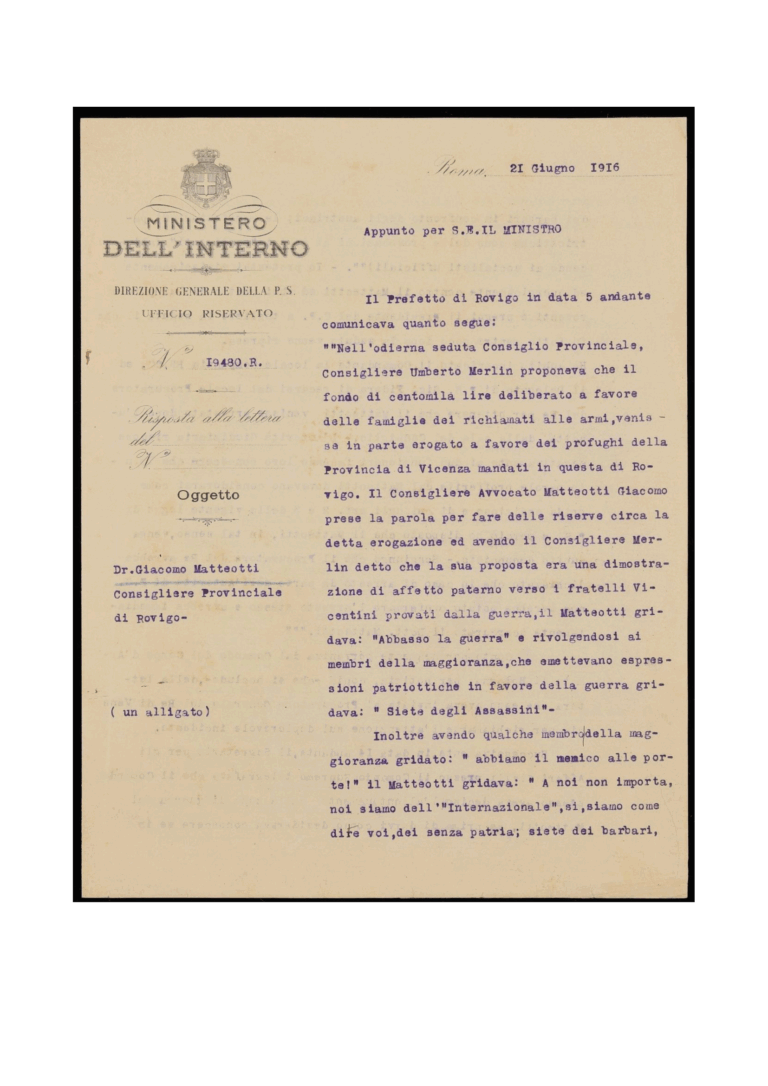 Roma, 21 Giugno 1916
MINISTERO
DELL'INTERNO
DIREZIONE GENERALE DELLA P. S.
UFFICIO RISERVATO
N.° 19480.R.
Risposta alla lettera
del
N.°
Oggetto
Dr.Giacomo Matteotti
Consigliere Provinciale
di Rovigo-
( un alligato)
Appunto per S.E.IL MINISTRO
Il Prefetto di Rovigo in data 5 andante
comunicava quanto segue:
""Nell'odierna seduta Consiglio Provinciale,
Consigliere Umberto Merlin proponeva che il
fondo di centomila lire deliberato a favore
delle famiglie dei richiamati alle armi,venis -
se in parte erogato a favore dei profughi della
Provincia di Vicenza mandati in questa di Ro-
vigo. Il Consigliere Avvocato Matteotti Giacomo
prese la parola per fare delle riserve circa la
detta erogazione ed avendo il Consigliere Mer-
lin detto che la sua proposta era una dimostra-
zione di affetto paterno verso i fratelli Vi-
centini provati dalla guerra,il Matteotti gri-
dava: "Abbasso la guerra" e rivolgendosi ai
membri della maggioranza,che emettevano espres-
sioni patriottiche in favore della guerra gri-
dava: " Siete degli Assassini"-
Inoltre avendo qualche membro della mag-
gioranza gridato: " abbiamo il nemico alle por-
te!" il Matteotti gridava: " A noi non importa,
noi siamo dell'"Internazionale",si,siamo come
dire voi,dei senza patria; siete dei barbari,